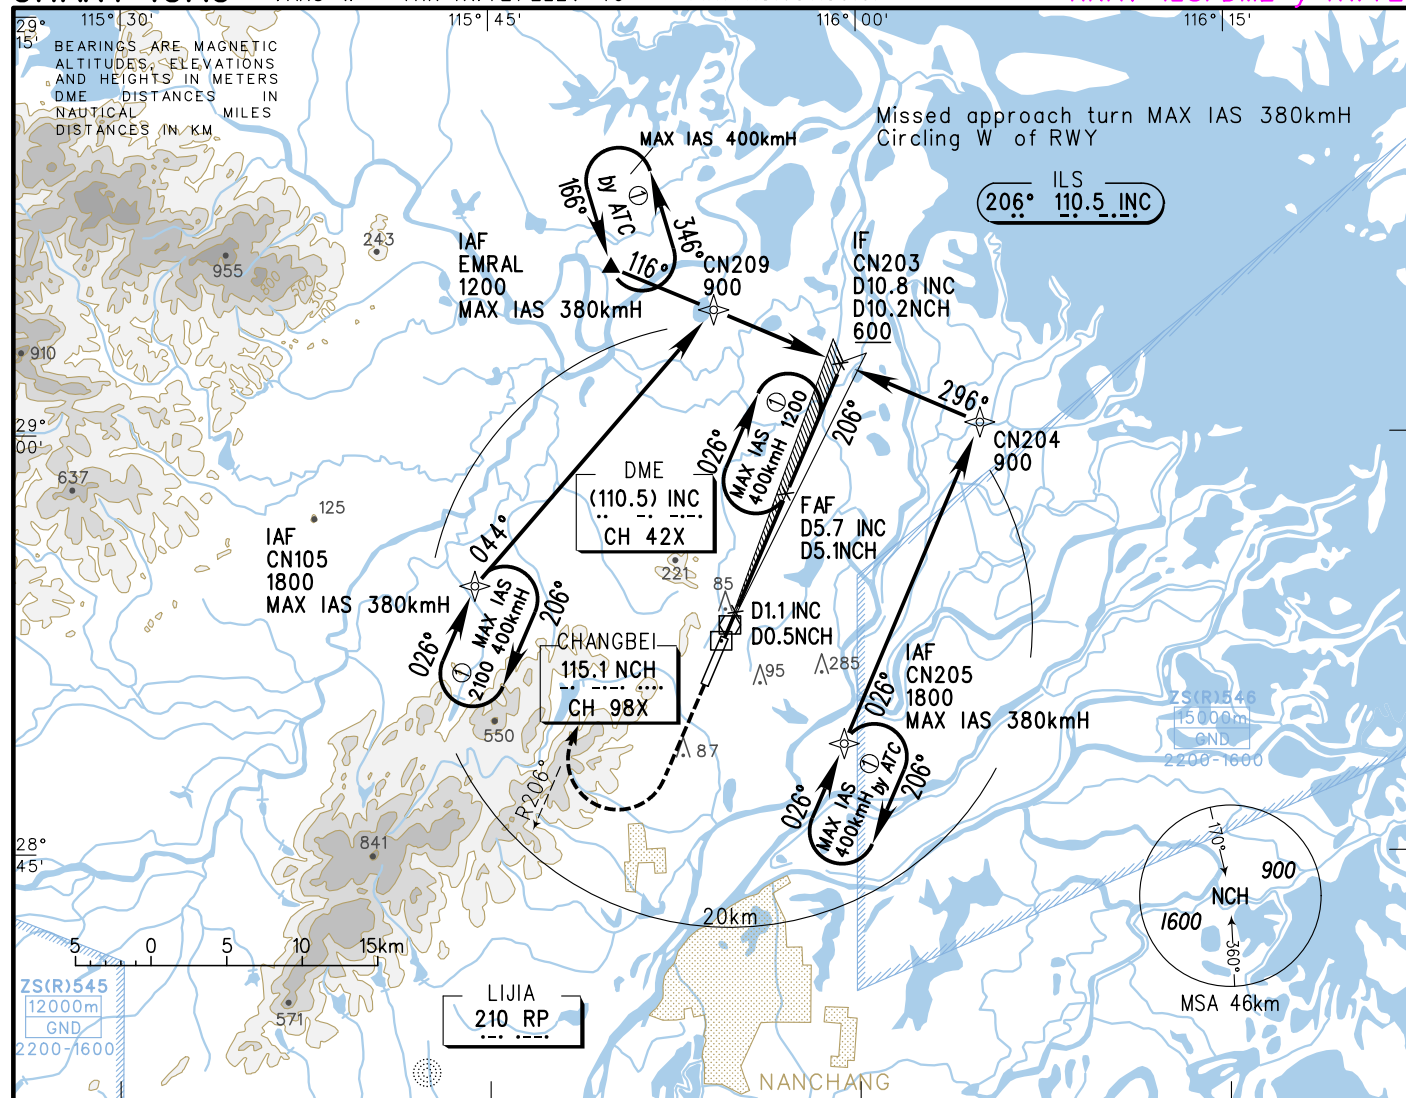 115° 30'
115° 45'
116° 00'
116° 15'
29°
15'
BEARINGS ARE MAGNETIC
ALTITUDES, ELEVATIONS
AND HEIGHTS IN METERS
DME DISTANCES IN
NAUTICAL MILES
DISTANCES IN KM
Missed approach turn MAX IAS 380kmH
Circling W of RWY
ILS
206° 110.5 INC
MAX IAS 400kmH
166°
① by ATC
346°
116°
IAF
EMRAL
1200
MAX IAS 380kmH
CN209
900
IF
CN203
D10.8 INC
D10.2NCH
600
243
955
910
637
125
29°
00'
296°
CN204
900
026°
① 1200
MAX IAS
400kmH
206°
DME
(110.5) INC
CH 42X
FAF
D5.7 INC
D5.1NCH
221
85
D1.1 INC
D0.5NCH
95
285
IAF
CN105
1800
MAX IAS 380kmH
044°
026°
MAX IAS
400kmH
① 2100
206°
CHANGBEI
115.1 NCH
CH 98X
550
87
R206°
IAF
CN205
1800
MAX IAS 380kmH
026°
026°
① by ATC
MAX IAS
400kmH
206°
ZS(R)546
15000m
GND
2200-1600
841
28°
45'
170°
900
NCH
1600
360°
MSA 46km
20km
5 0 5 10 15km
ZS(R)545
12000m
GND
2200-1600
571
LIJIA
210 RP
NANCHANG